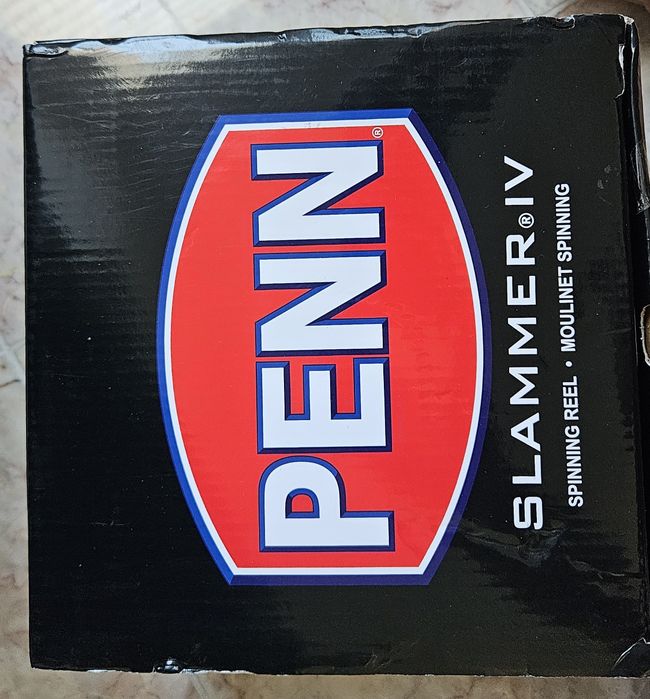 PENN®
SLAMMER® IV
SPINNING REEL • MOULINET SPINNING